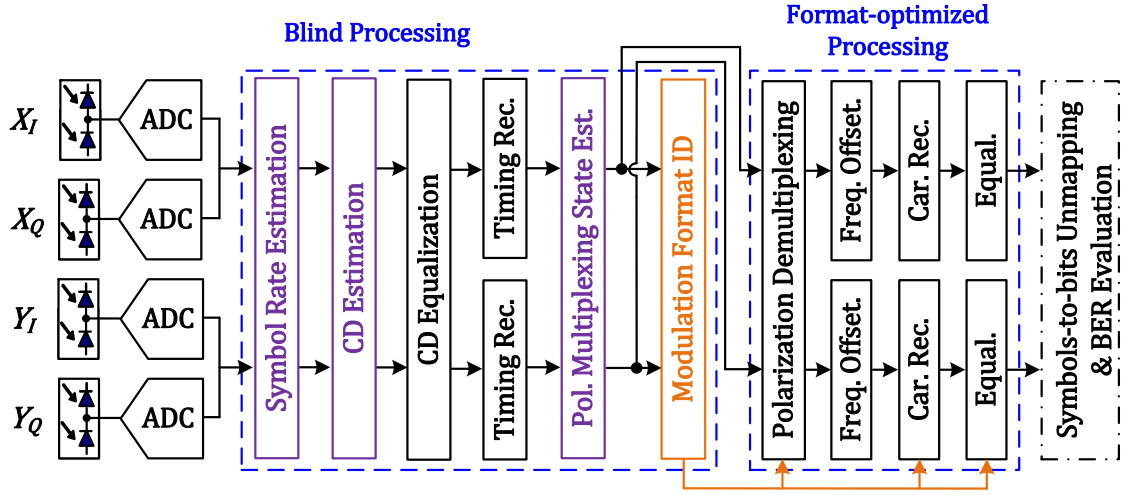 Blind Processing
Format-optimized
Processing
X_I
ADC
X_Q
ADC
Y_I
ADC
Y_Q
ADC
Symbol Rate Estimation
CD Estimation
CD Equalization
Timing Rec.
Timing Rec.
Pol. Multiplexing State Est.
Modulation Format ID
Polarization Demultiplexing
Freq. Offset.
Freq. Offset.
Car. Rec.
Car. Rec.
Equal.
Equal.
Symbols-to-bits Unmapping
& BER Evaluation